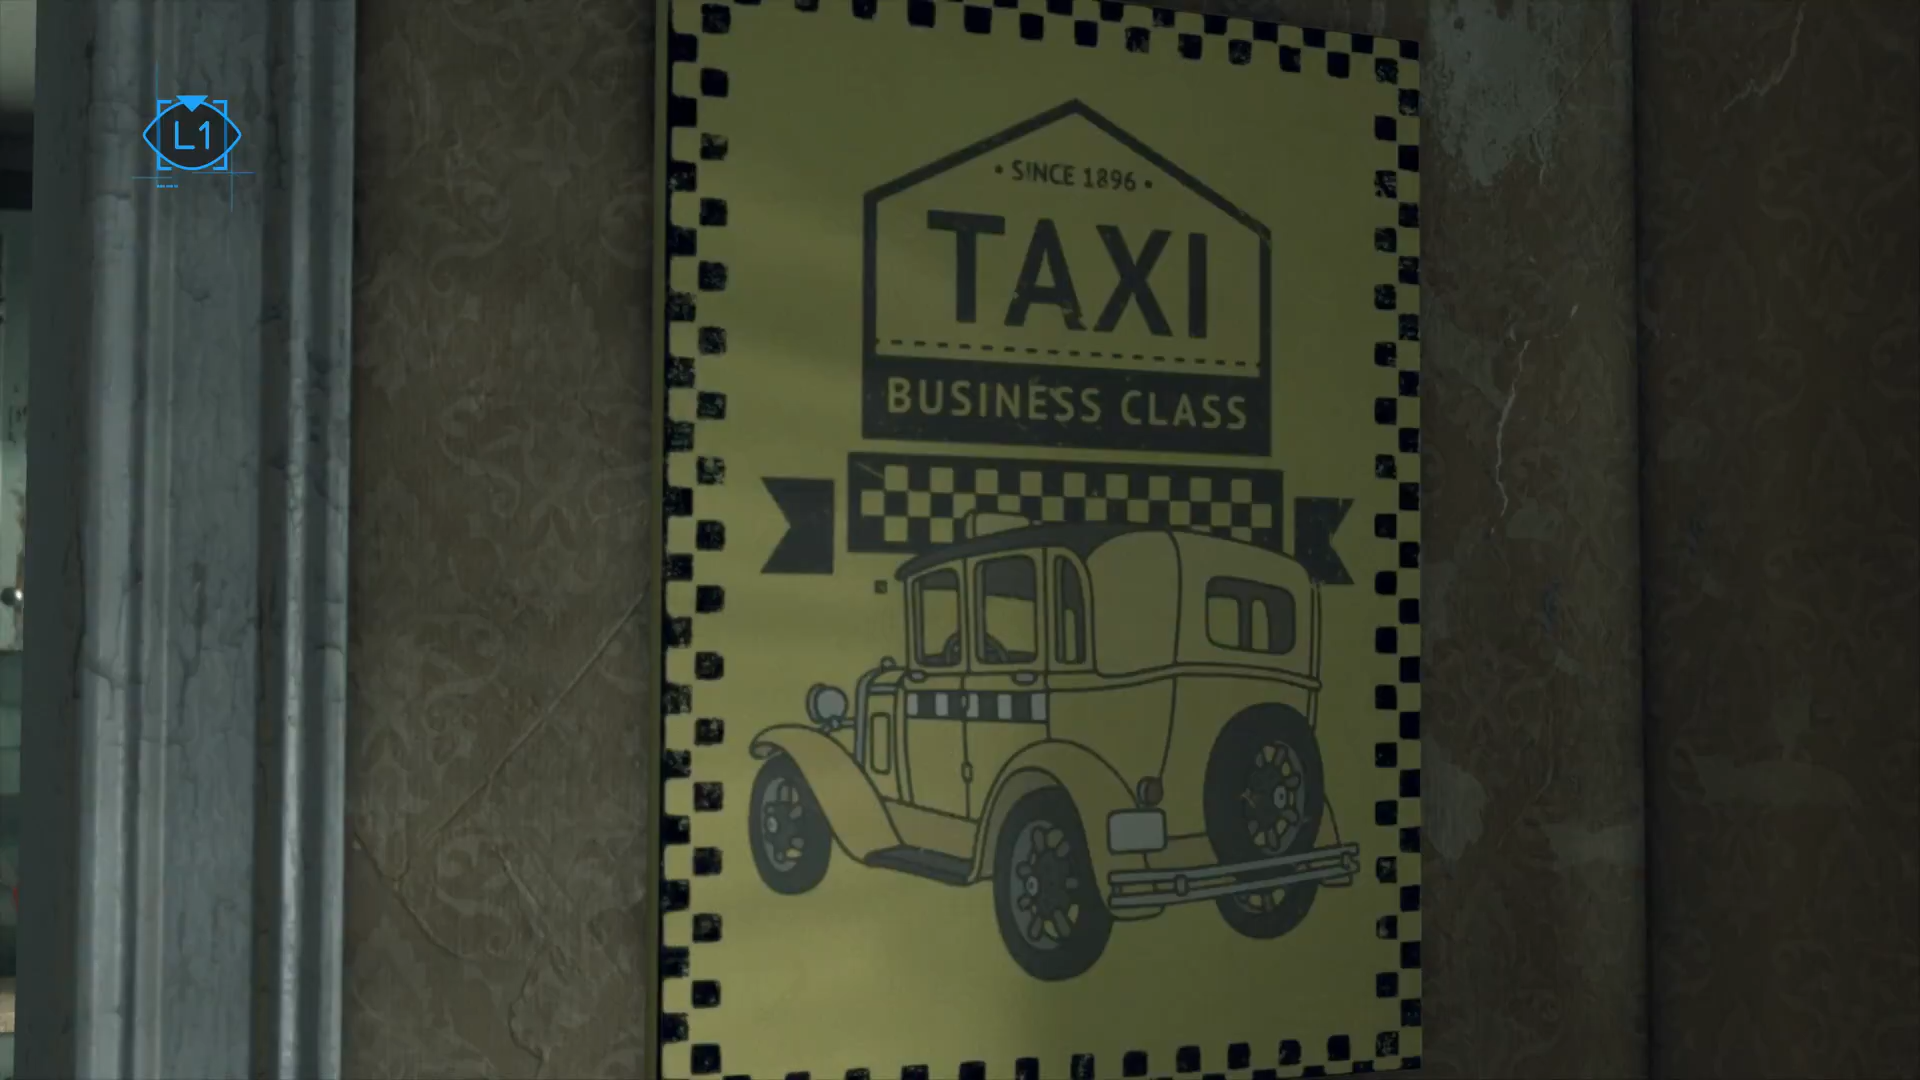 L1
• SINCE 1896 •
TAXI
BUSINESS CLASS